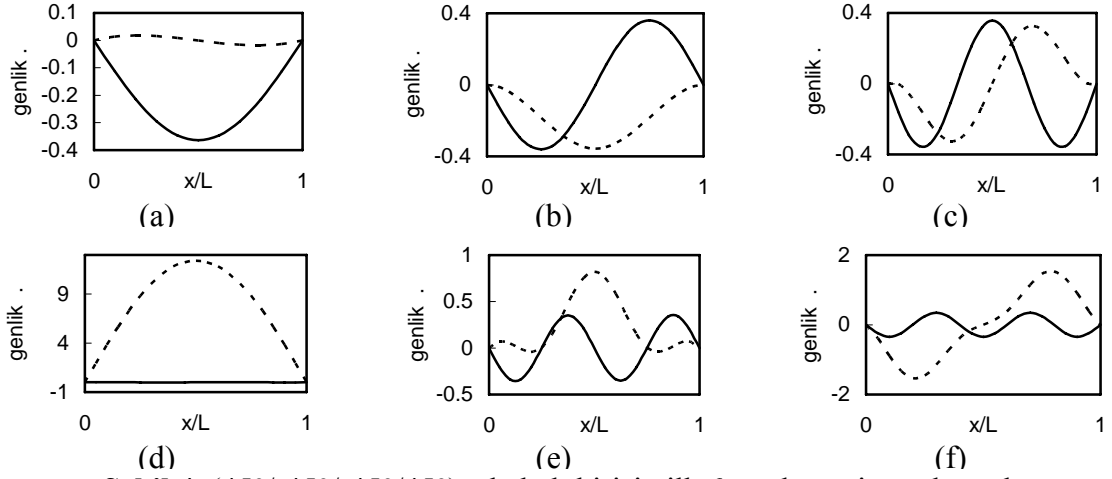 0.1
0
-0.1
-0.2
-0.3
-0.4
genlik .
0
x/L
1
(a)
0.4
0
-0.4
genlik .
0
x/L
1
(b)
0.4
0
-0.4
genlik .
0
x/L
1
(c)
9
4
-1
genlik .
0
x/L
1
(d)
1
0.5
0
-0.5
genlik .
0
x/L
1
(e)
2
0
-2
genlik .
0
x/L
1
(f)